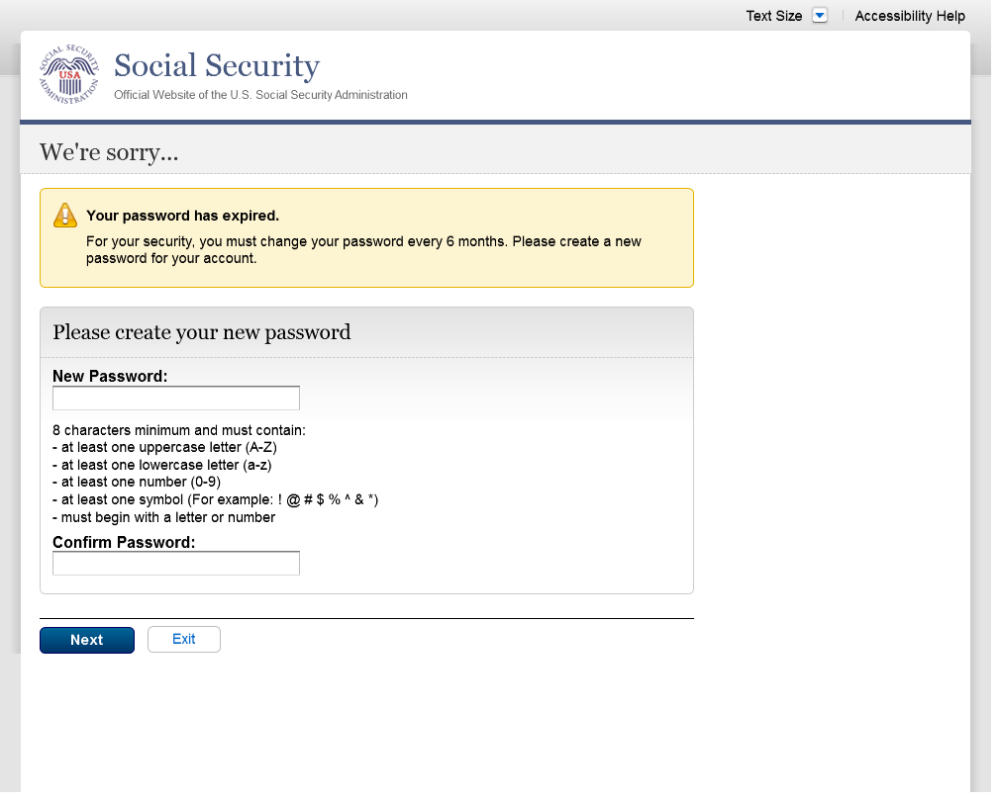 Text Size
Accessibility Help
SOCIAL SECURITY ADMINISTRATION
USA
Social Security
Official Website of the U.S. Social Security Administration
We're sorry...
Your password has expired.
For your security, you must change your password every 6 months. Please create a new
password for your account.
Please create your new password
New Password:
8 characters minimum and must contain:
- at least one uppercase letter (A-Z)
- at least one lowercase letter (a-z)
- at least one number (0-9)
- at least one symbol (For example: ! @ # $ % ^ & *)
- must begin with a letter or number
Confirm Password:
Next
Exit